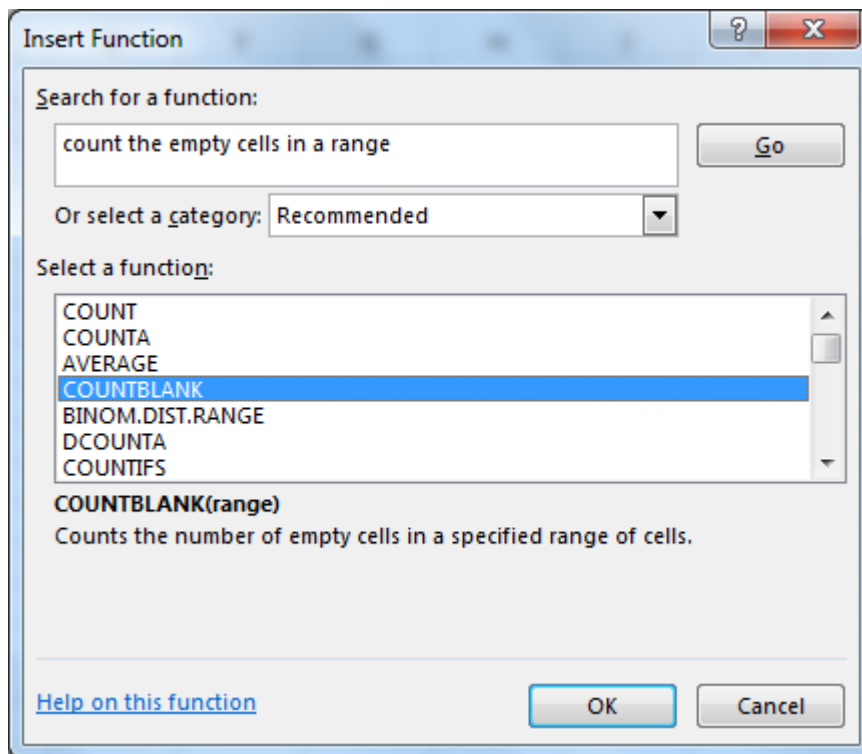 Insert Function
?
Search for a function:
count the empty cells in a range
Go
Or select a category: Recommended
Select a function:
COUNT
COUNTA
AVERAGE
COUNTBLANK
BINOM.DIST.RANGE
DCOUNTA
COUNTIFS
COUNTBLANK(range)
Counts the number of empty cells in a specified range of cells.
Help on this function
OK
Cancel